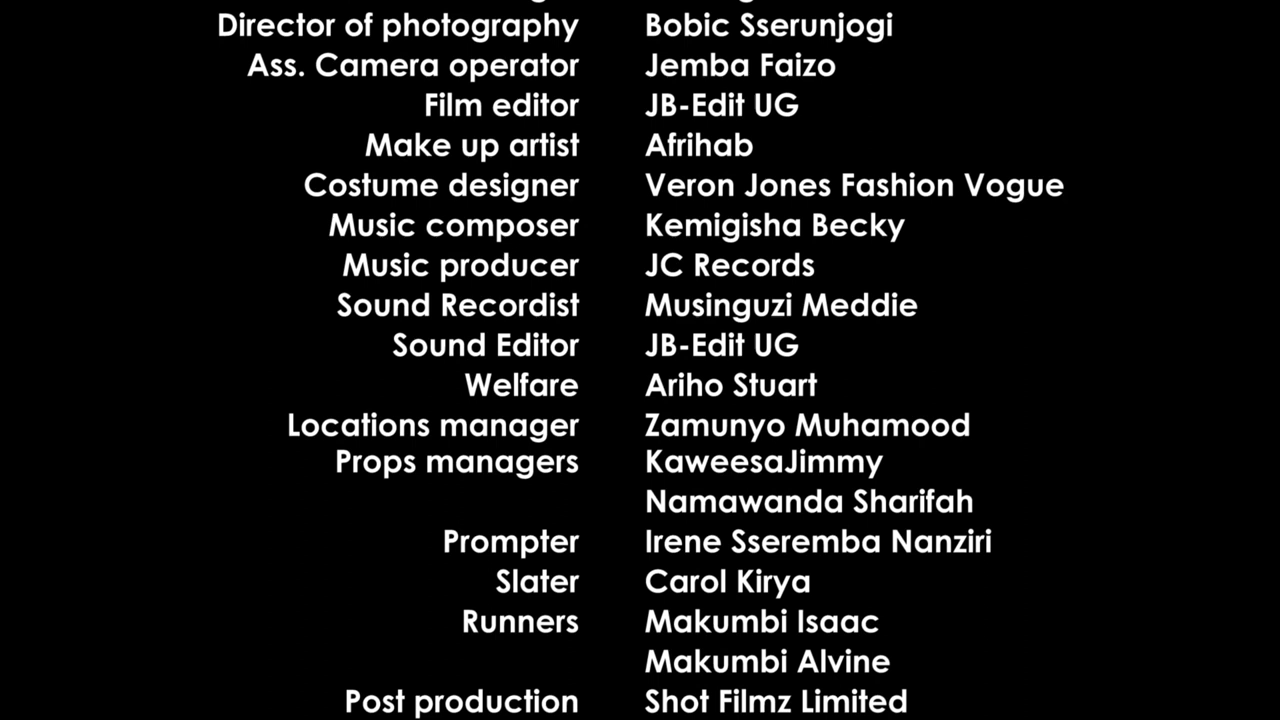 Director of photography Bobic Sserunjogi
Ass. Camera operator Jemba Faizo
Film editor JB-Edit UG
Make up artist Afrihab
Costume designer Veron Jones Fashion Vogue
Music composer Kemigisha Becky
Music producer JC Records
Sound Recordist Musinguzi Meddie
Sound Editor JB-Edit UG
Welfare Ariho Stuart
Locations manager Zamunyo Muhamood
Props managers KaweesaJimmy
Namawanda Sharifah
Prompter Irene Sseremba Nanziri
Slater Carol Kirya
Runners Makumbi Isaac
Makumbi Alvine
Post production Shot Filmz Limited